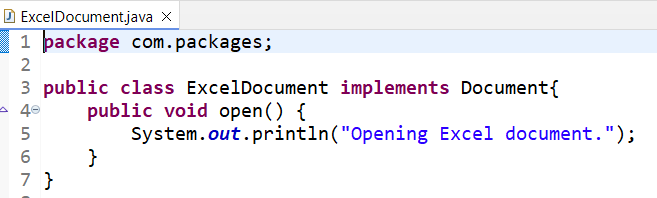 ExcelDocument.java
1 package com.packages;
2
3 public class ExcelDocument implements Document{
4     public void open() {
5         System.out.println("Opening Excel document.");
6     }
7 }